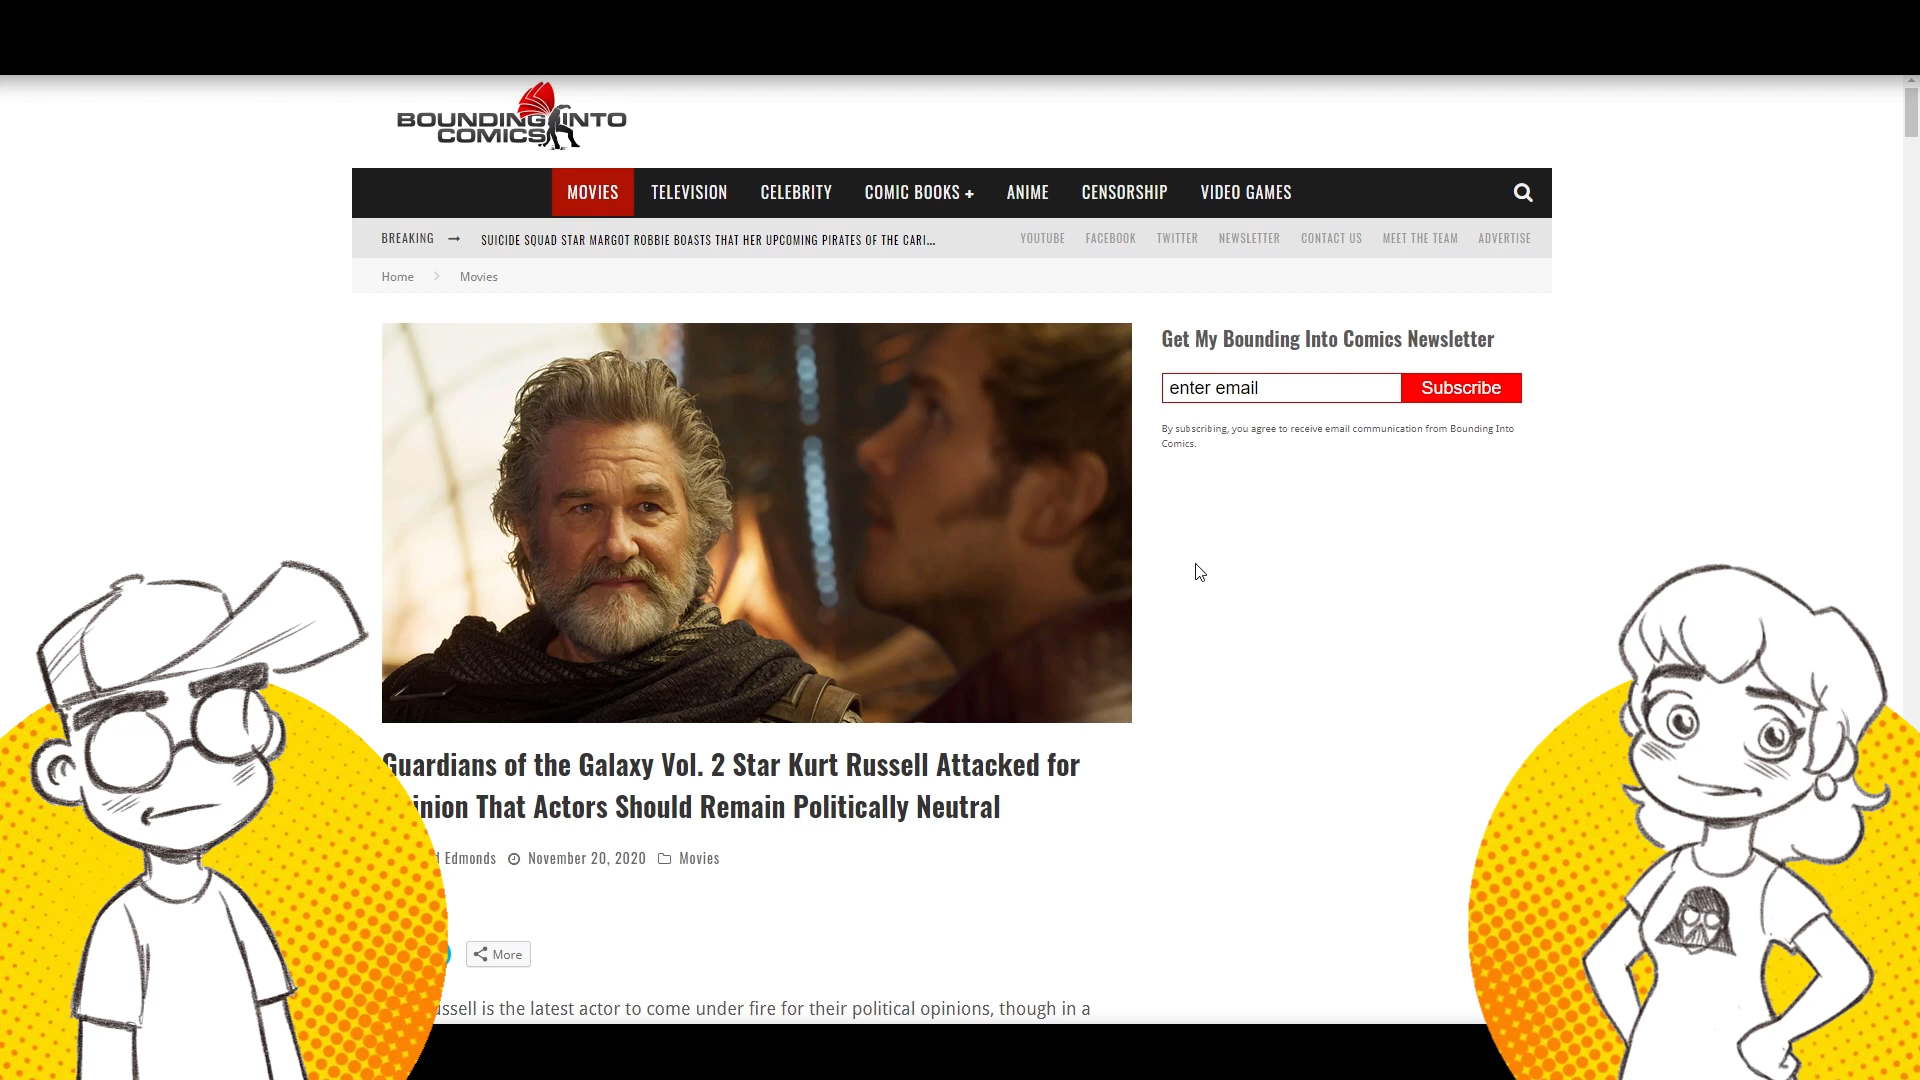 BOUNDING INTO
COMICS
MOVIES TELEVISION CELEBRITY COMIC BOOKS + ANIME CENSORSHIP VIDEO GAMES
BREAKING → SUICIDE SQUAD STAR MARGOT ROBBIE BOASTS THAT HER UPCOMING PIRATES OF THE CARI... YOUTUBE FACEBOOK TWITTER NEWSLETTER CONTACT US MEET THE TEAM ADVERTISE
Home > Movies
Get My Bounding Into Comics Newsletter
enter email Subscribe
By subscribing, you agree to receive email communication from Bounding Into
Comics.
Guardians of the Galaxy Vol. 2 Star Kurt Russell Attacked for
That Actors Should Remain Politically Neutral
Edmonds November 20, 2020 Movies
More
is the latest actor to come under fire for their political opinions, though in a